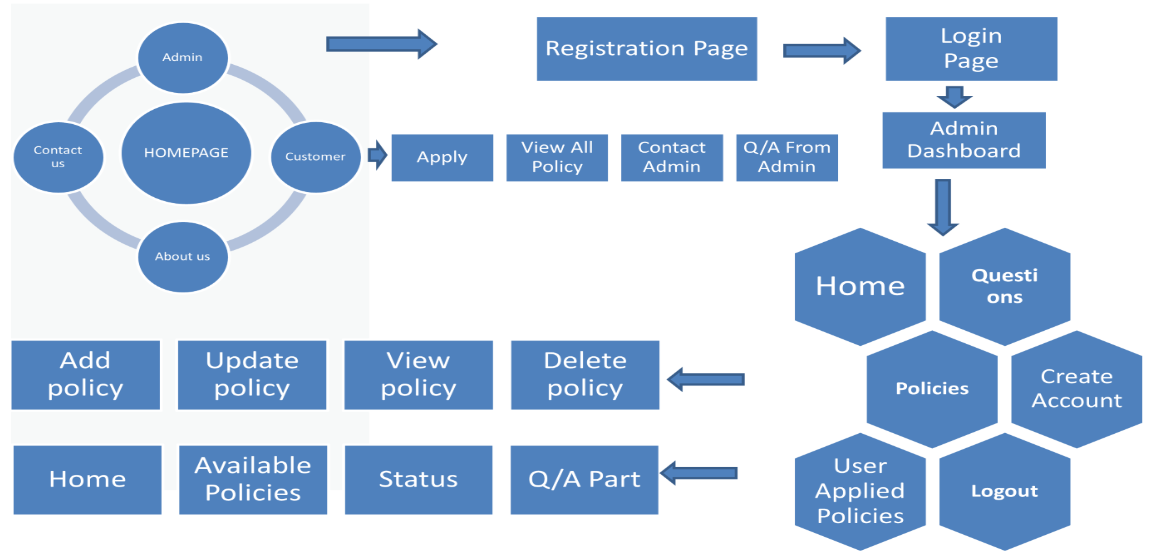 Admin
Contact
us
HOMEPAGE
Customer
About us
Registration Page
Login
Page
Apply
View All
Policy
Contact
Admin
Q/A From
Admin
Admin
Dashboard
Home
Questi
ons
Policies
Create
Account
User
Applied
Policies
Logout
Add
policy
Update
policy
View
policy
Delete
policy
Home
Available
Policies
Status
Q/A Part